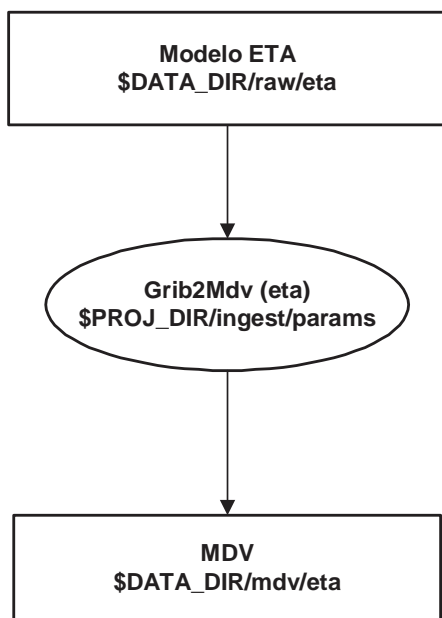 Modelo ETA
$DATA_DIR/raw/eta
Grib2Mdv (eta)
$PROJ_DIR/ingest/params
MDV
$DATA_DIR/mdv/eta